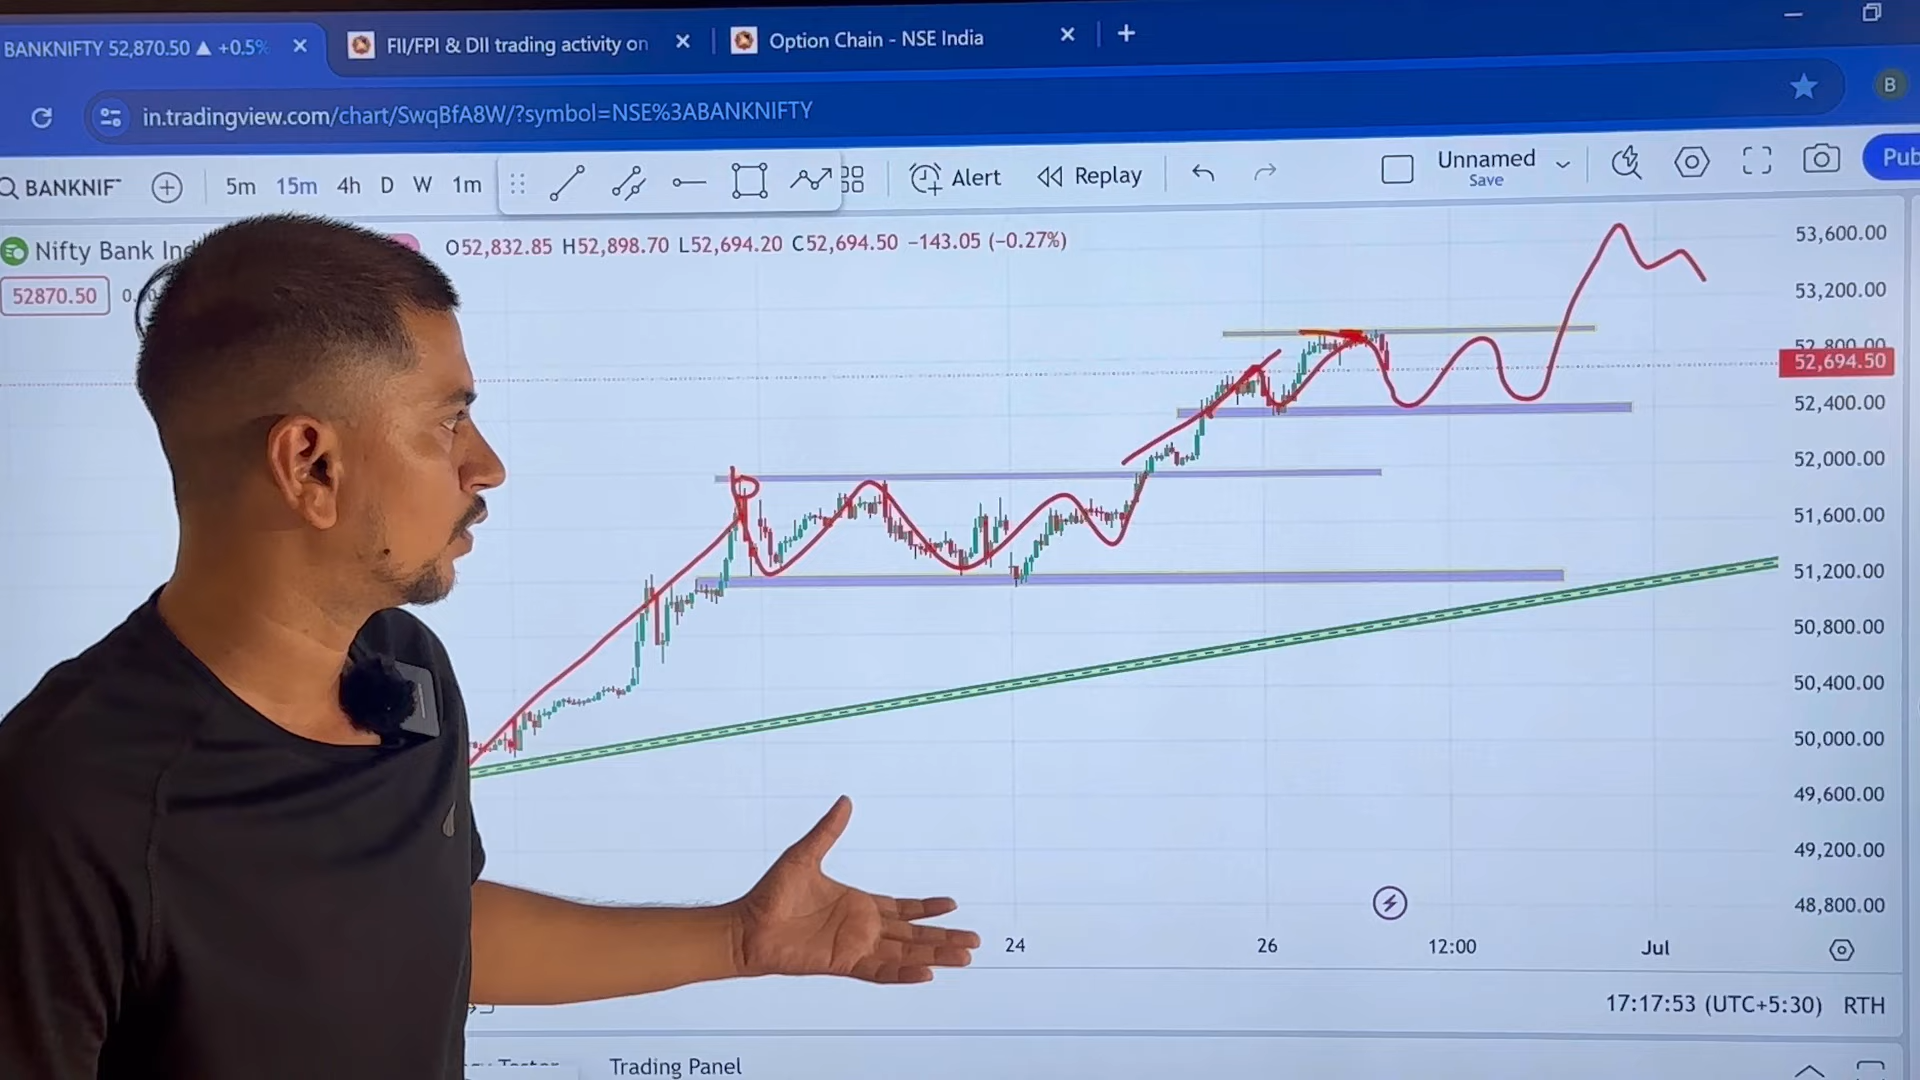 BANKNIFTY 52,870.50 ▲ +0.5%
FII/FPI & DII trading activity on
Option Chain - NSE India
B
in.tradingview.com/chart/SwqBfA8W/?symbol=NSE%3ABANKNIFTY
BANKNIF
5m 15m 4h D W 1m
Alert
Replay
Unnamed
Save
Pub
Nifty Bank Ind
O52,832.85 H52,898.70 L52,694.20 C52,694.50 −143.05 (−0.27%)
52870.50
53,600.00
53,200.00
52,800.00
52,694.50
52,400.00
52,000.00
51,600.00
51,200.00
50,800.00
50,400.00
50,000.00
49,600.00
49,200.00
48,800.00
24 26 12:00 Jul
17:17:53 (UTC+5:30) RTH
Trading Panel